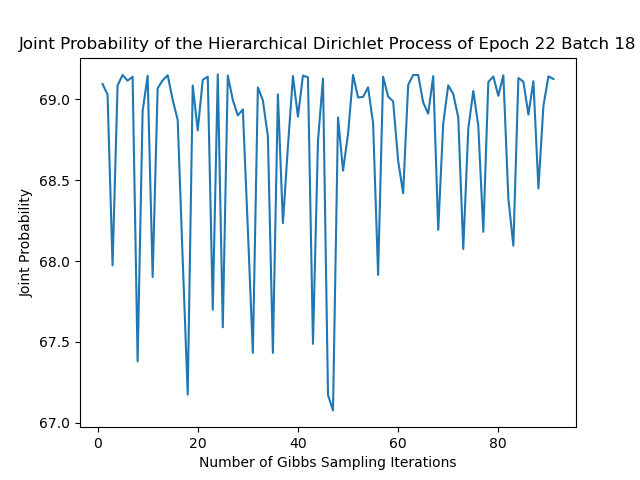 Joint Probability of the Hierarchical Dirichlet Process of Epoch 22 Batch 18
69.0
68.5
68.0
67.5
67.0
Joint Probability
0 20 40 60 80
Number of Gibbs Sampling Iterations